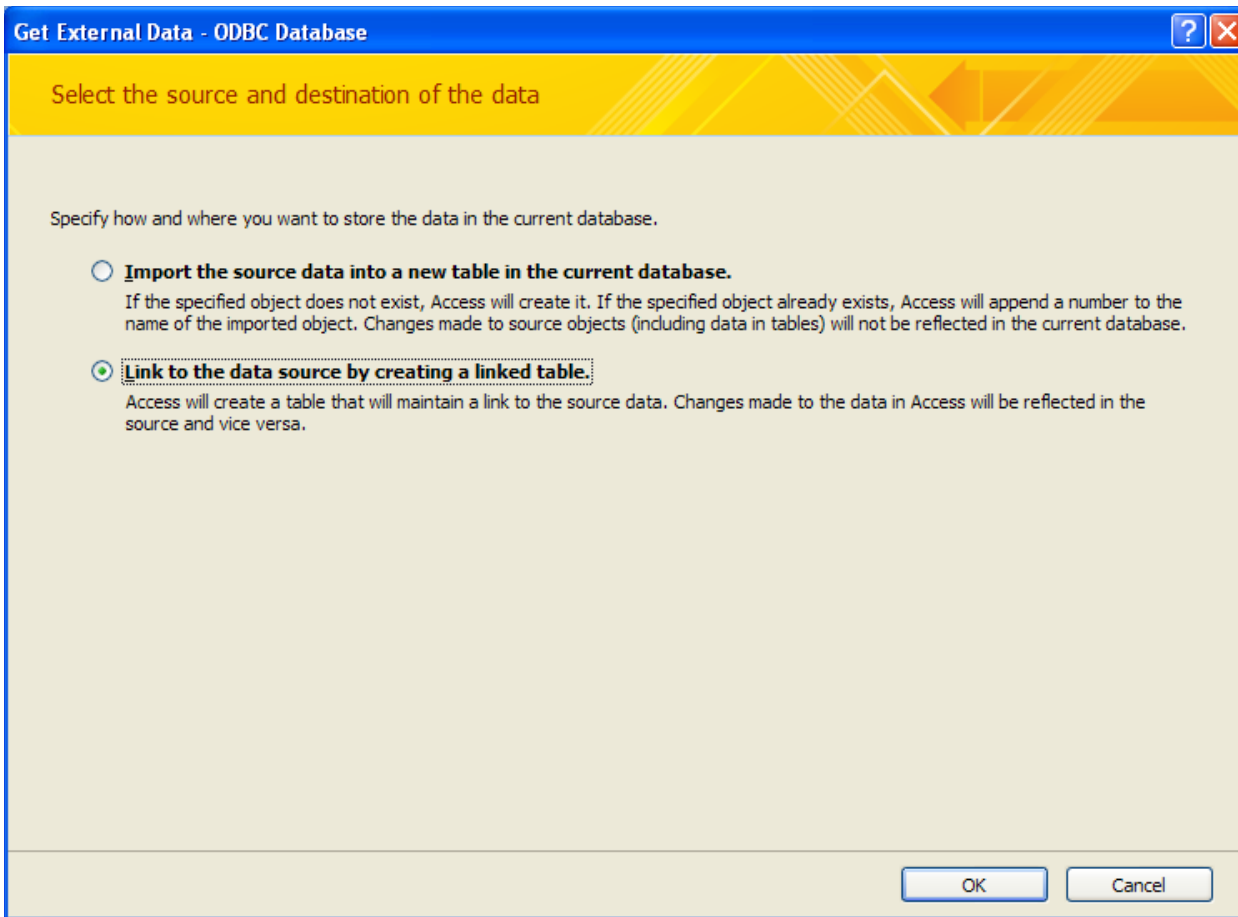 Get External Data - ODBC Database
?
Select the source and destination of the data
Specify how and where you want to store the data in the current database.
Import the source data into a new table in the current database.
If the specified object does not exist, Access will create it. If the specified object already exists, Access will append a number to the
name of the imported object. Changes made to source objects (including data in tables) will not be reflected in the current database.
Link to the data source by creating a linked table.
Access will create a table that will maintain a link to the source data. Changes made to the data in Access will be reflected in the
source and vice versa.
OK
Cancel